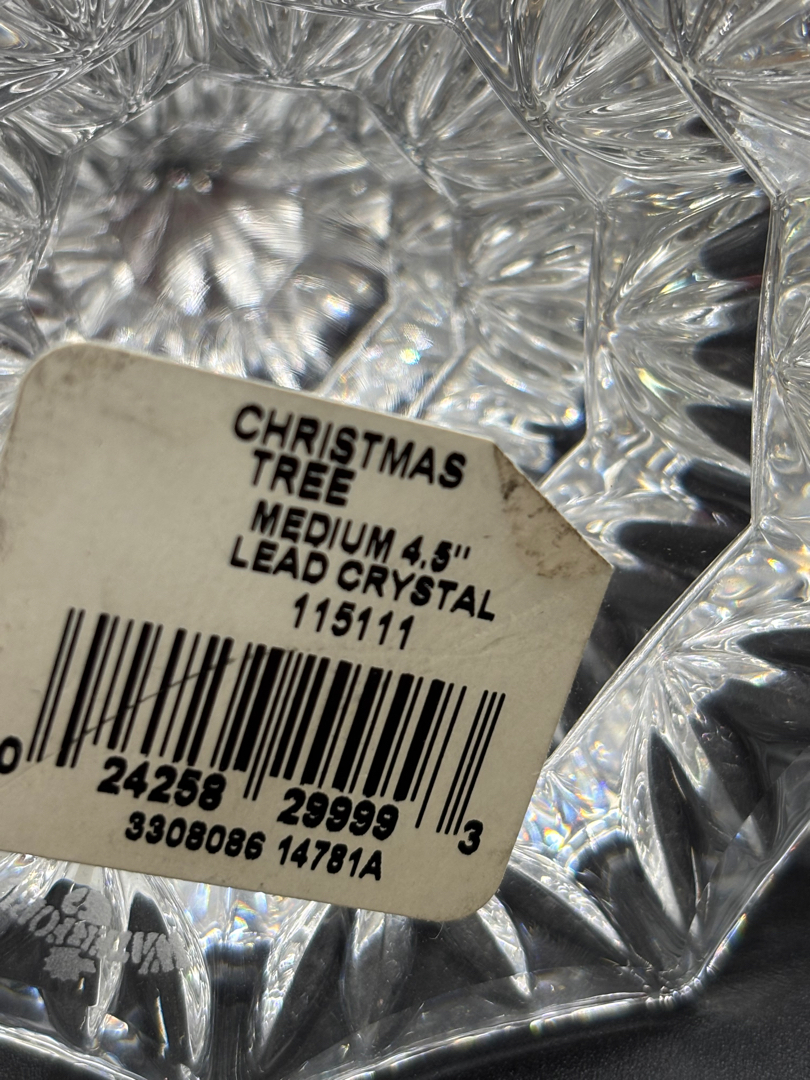 CHRISTMAS
TREE
MEDIUM 4.5"
LEAD CRYSTAL
115111
0 24258 29999 3
3308086 14781A